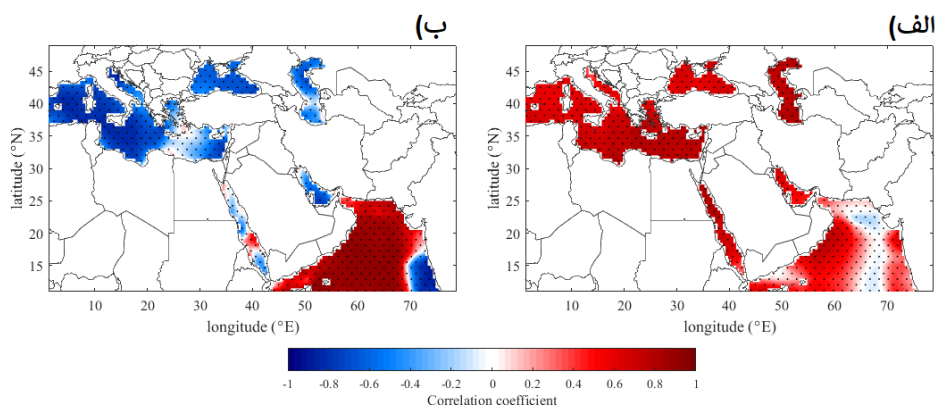 الف)
ب)
latitude (°N)
45
40
35
30
25
20
15
10 20 30 40 50 60 70
longitude (°E)
latitude (°N)
45
40
35
30
25
20
15
10 20 30 40 50 60 70
longitude (°E)
-1 -0.8 -0.6 -0.4 -0.2 0 0.2 0.4 0.6 0.8 1
Correlation coefficient